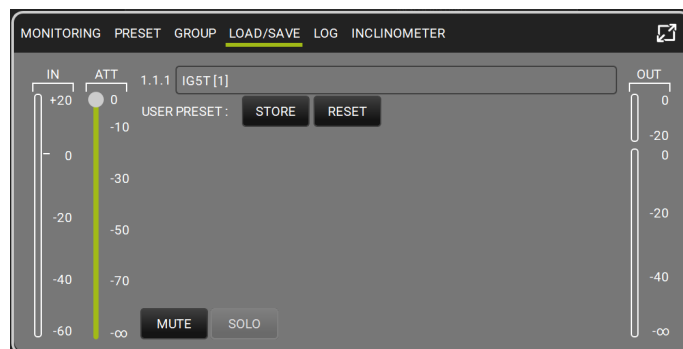 MONITORING PRESET GROUP LOAD/SAVE LOG INCLINOMETER
IN ATT 1.1.1 IG5T [1] OUT
+20 0 USER PRESET : STORE RESET 0
-10 -20
0 0
-30
-20 -50 -20
-40 -70 -40
-60 -∞ MUTE SOLO -∞